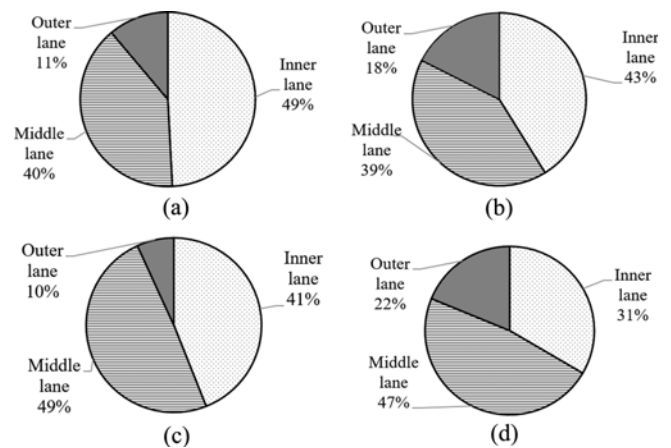 Outer
lane
11%
Inner
lane
49%
Middle
lane
40%
(a)
Outer
lane
18%
Inner
lane
43%
Middle
lane
39%
(b)
Outer
lane
10%
Inner
lane
41%
Middle
lane
49%
(c)
Outer
lane
22%
Inner
lane
31%
Middle
lane
47%
(d)